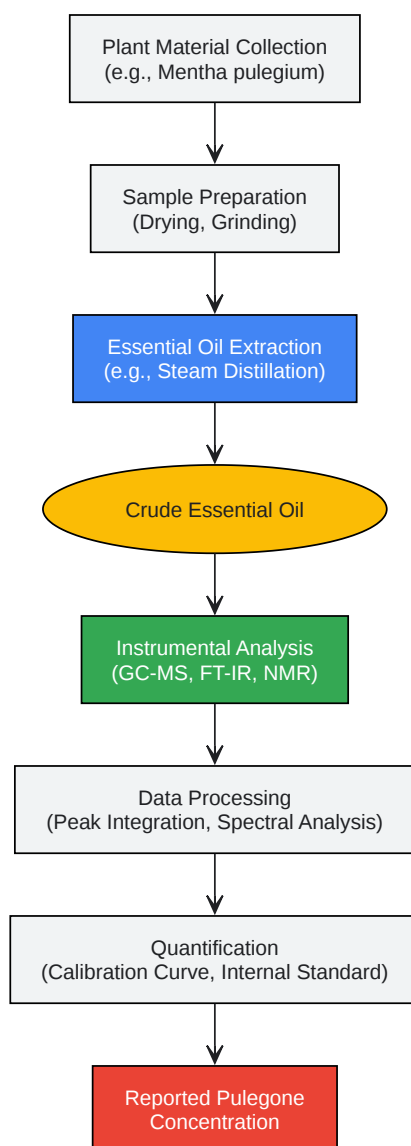 Plant Material Collection
(e.g., Mentha pulegium)
Sample Preparation
(Drying, Grinding)
Essential Oil Extraction
(e.g., Steam Distillation)
Crude Essential Oil
Instrumental Analysis
(GC-MS, FT-IR, NMR)
Data Processing
(Peak Integration, Spectral Analysis)
Quantification
(Calibration Curve, Internal Standard)
Reported Pulegone
Concentration